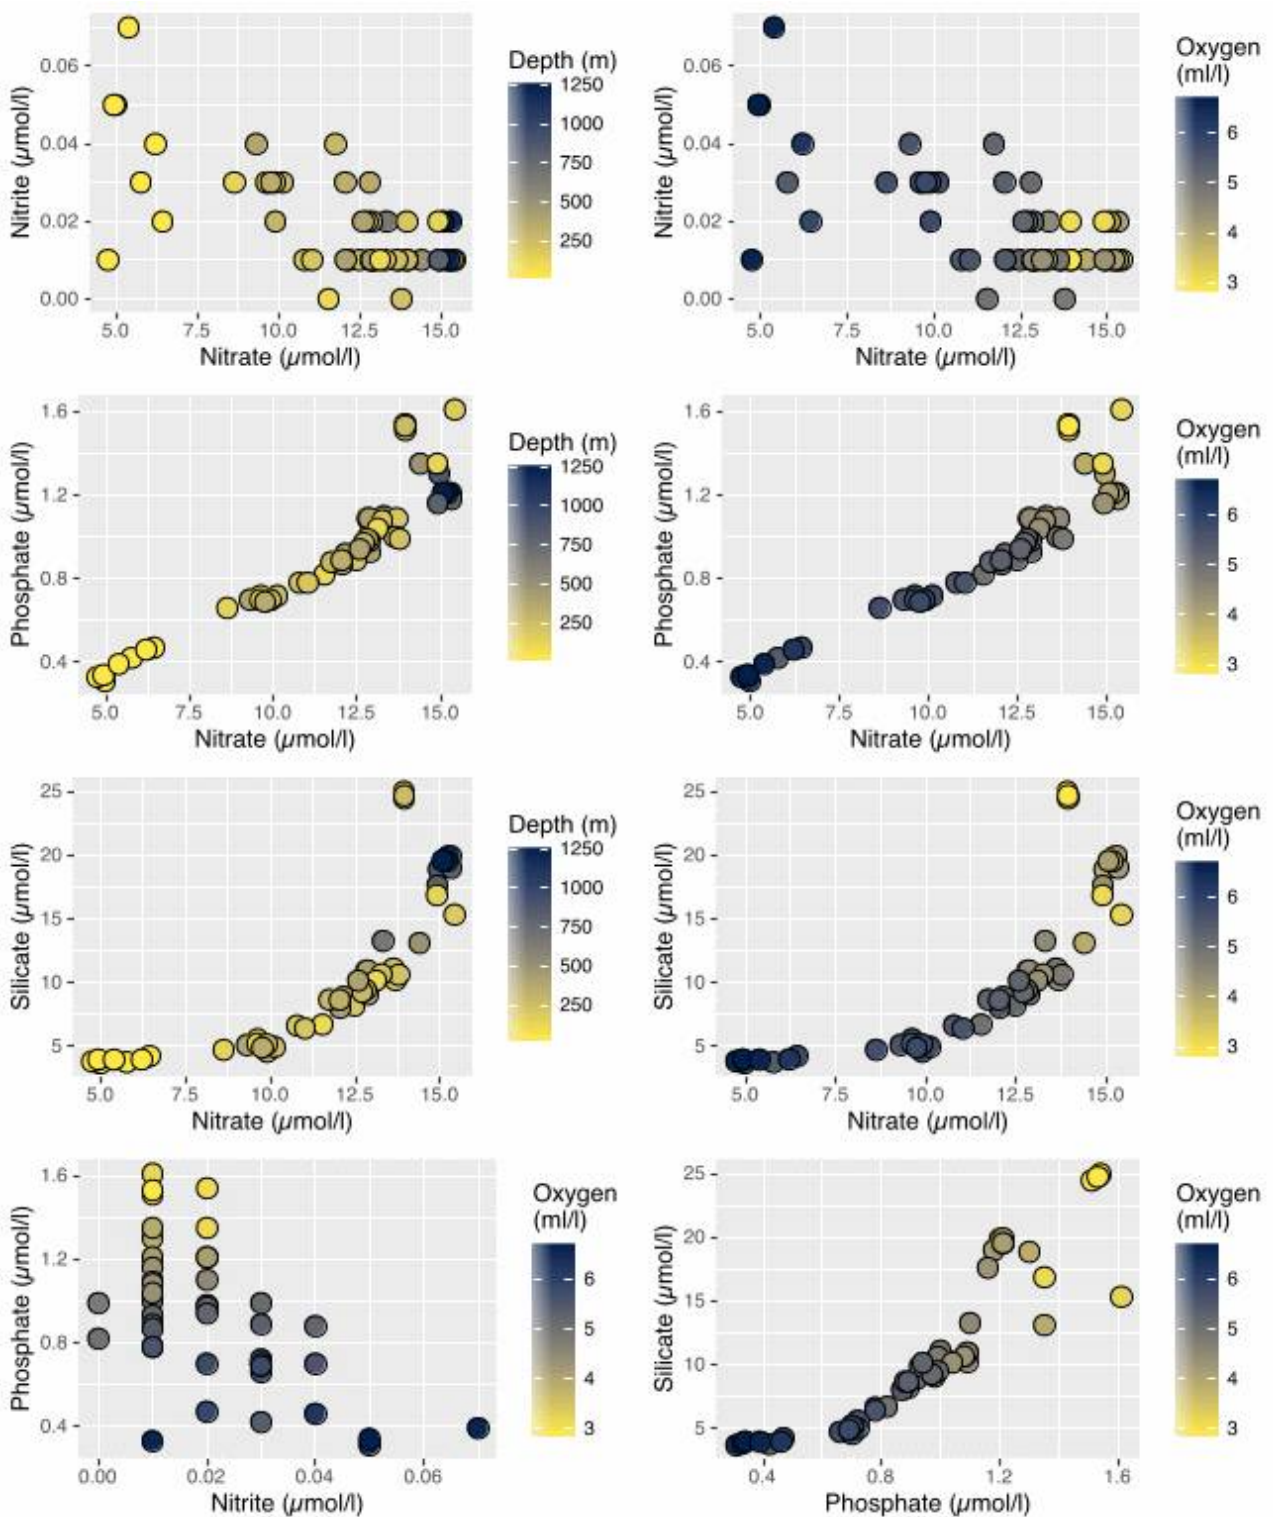 Nitrite (µmol/l)
0.06
0.04
0.02
0.00
5.0 7.5 10.0 12.5 15.0
Nitrate (µmol/l)
Depth (m)
1250
1000
750
500
250
Nitrite (µmol/l)
0.06
0.04
0.02
0.00
5.0 7.5 10.0 12.5 15.0
Nitrate (µmol/l)
Oxygen
(ml/l)
6
5
4
3
Phosphate (µmol/l)
1.6
1.2
0.8
0.4
5.0 7.5 10.0 12.5 15.0
Nitrate (µmol/l)
Depth (m)
1250
1000
750
500
250
Phosphate (µmol/l)
1.6
1.2
0.8
0.4
5.0 7.5 10.0 12.5 15.0
Nitrate (µmol/l)
Oxygen
(ml/l)
6
5
4
3
Silicate (µmol/l)
25
20
15
10
5
5.0 7.5 10.0 12.5 15.0
Nitrate (µmol/l)
Depth (m)
1250
1000
750
500
250
Silicate (µmol/l)
25
20
15
10
5
5.0 7.5 10.0 12.5 15.0
Nitrate (µmol/l)
Oxygen
(ml/l)
6
5
4
3
Phosphate (µmol/l)
1.6
1.2
0.8
0.4
0.00 0.02 0.04 0.06
Nitrite (µmol/l)
Oxygen
(ml/l)
6
5
4
3
Silicate (µmol/l)
25
20
15
10
5
0.4 0.8 1.2 1.6
Phosphate (µmol/l)
Oxygen
(ml/l)
6
5
4
3